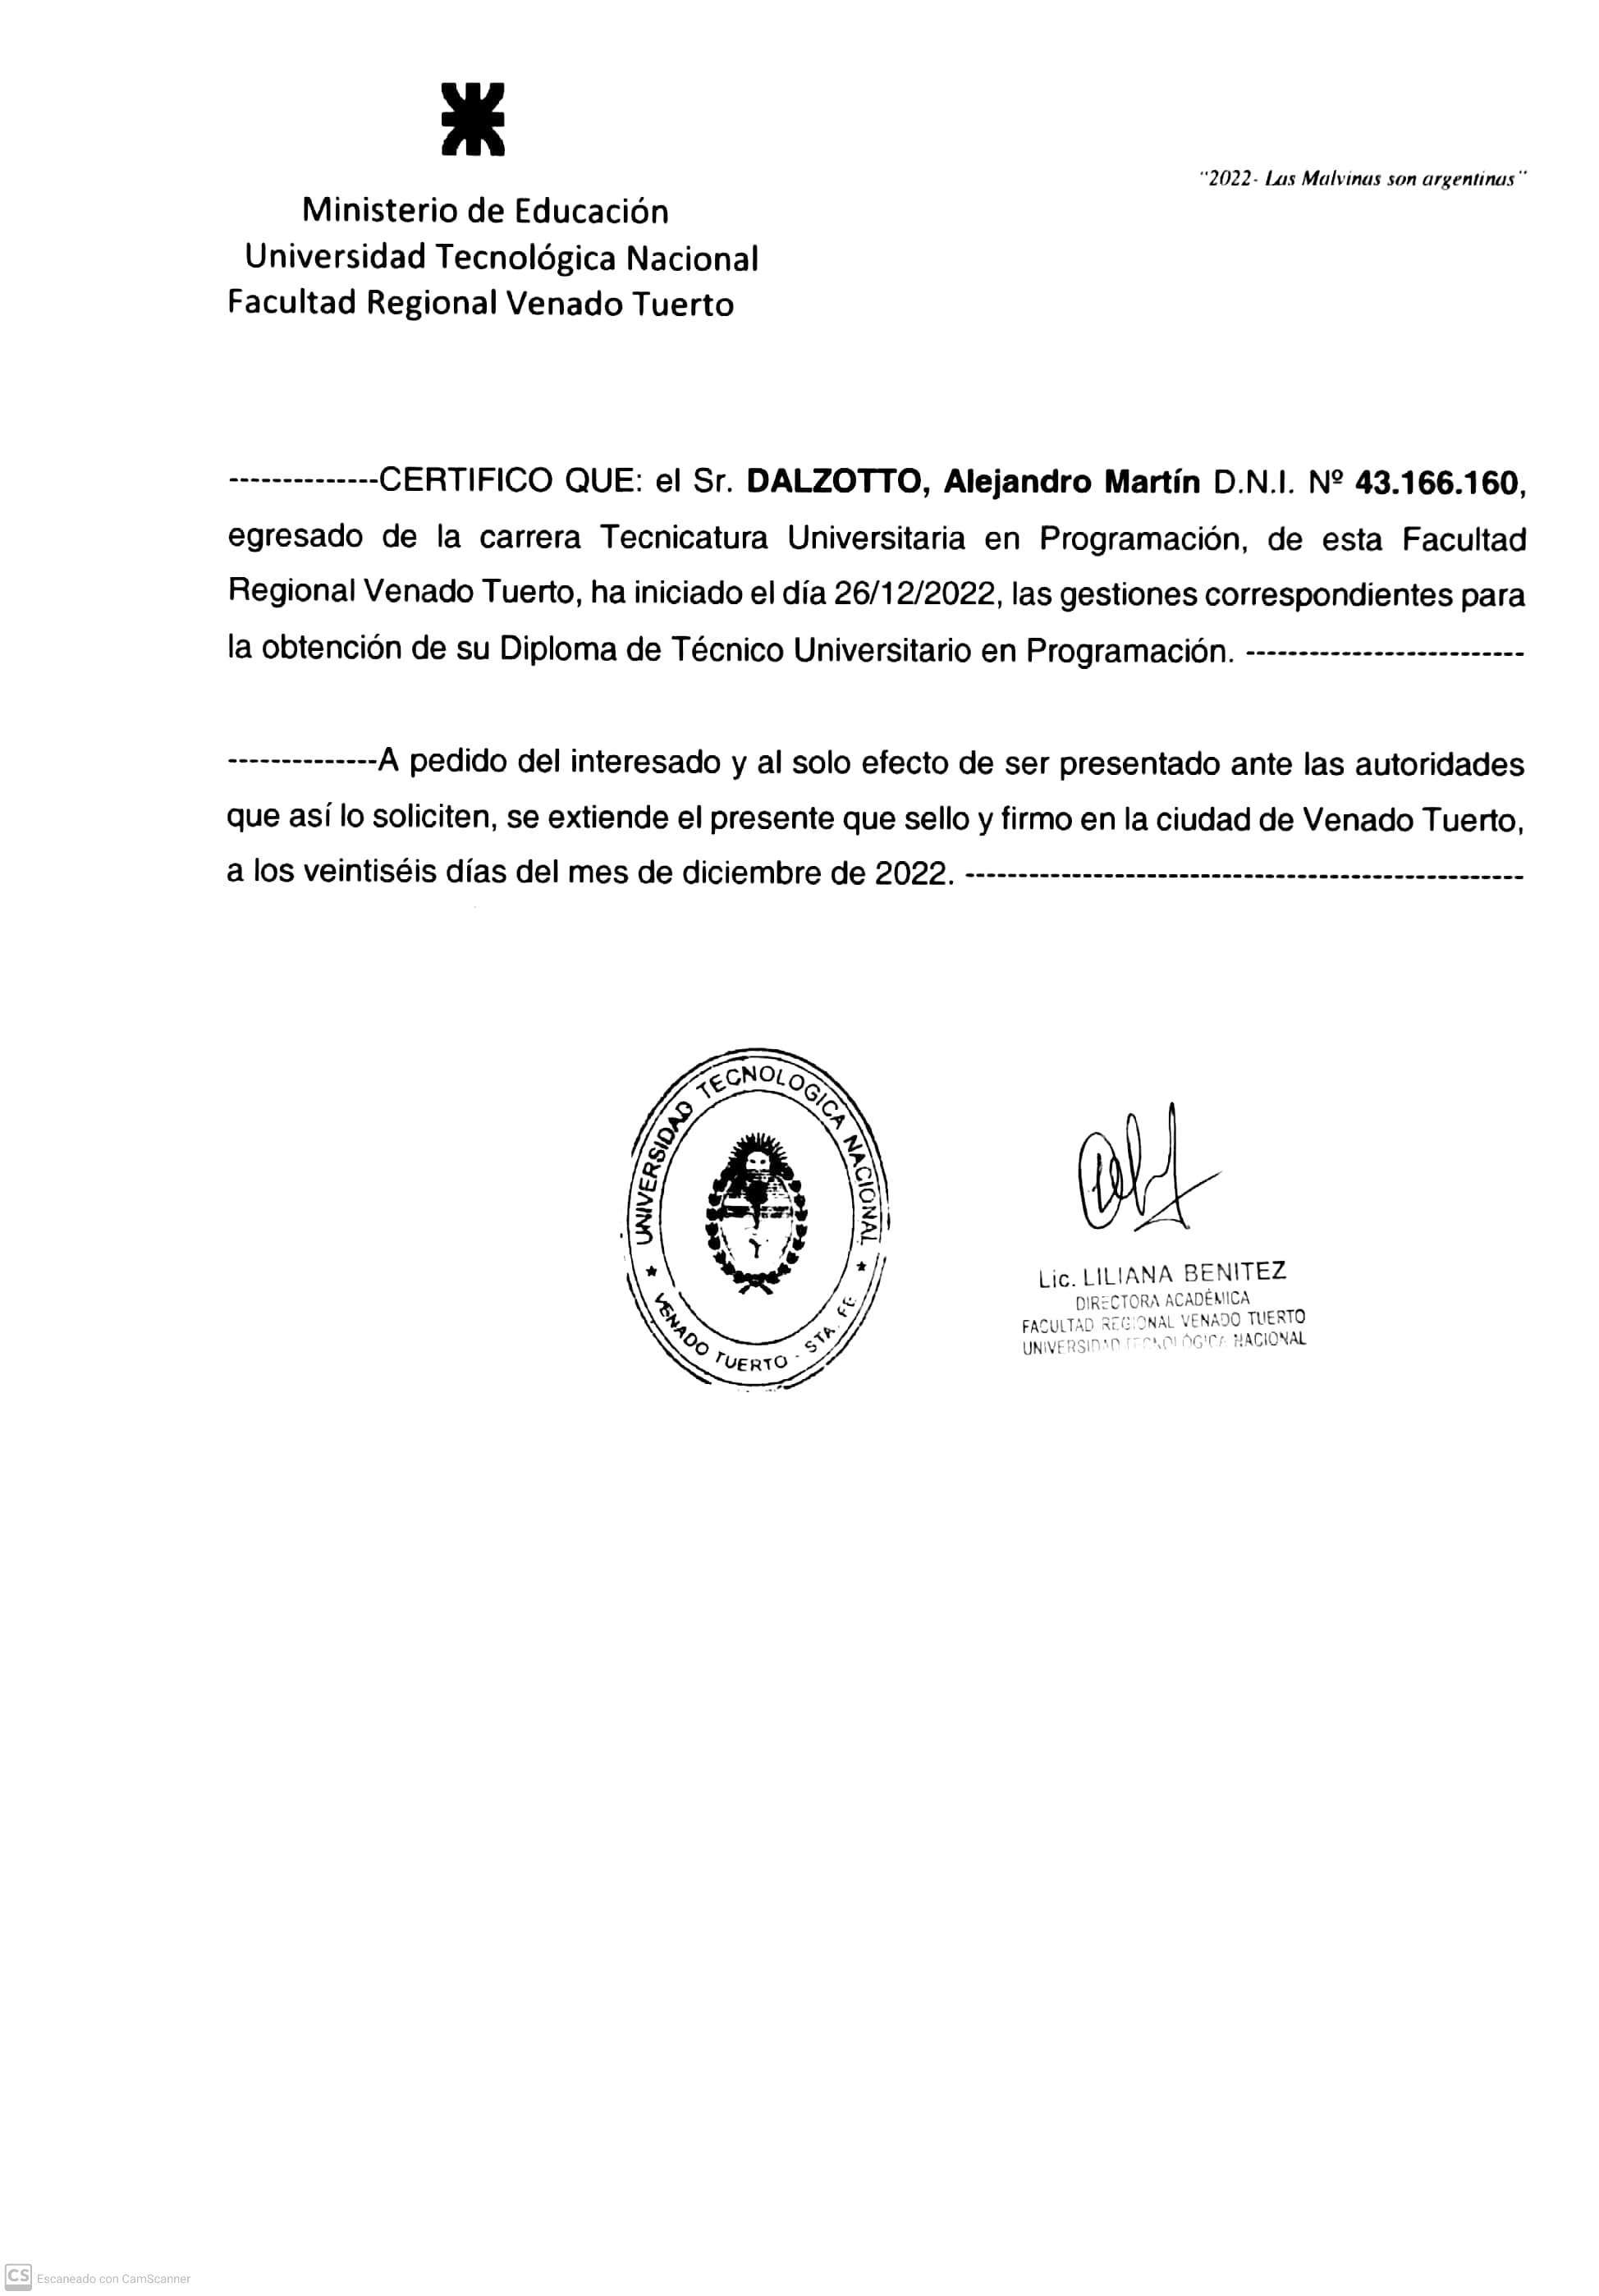 "2022- Las Malvinas son argentinas"
Ministerio de Educación
Universidad Tecnológica Nacional
Facultad Regional Venado Tuerto
--------------CERTIFICO QUE: el Sr. DALZOTTO, Alejandro Martín D.N.I. Nº 43.166.160,
egresado de la carrera Tecnicatura Universitaria en Programación, de esta Facultad
Regional Venado Tuerto, ha iniciado el día 26/12/2022, las gestiones correspondientes para
la obtención de su Diploma de Técnico Universitario en Programación. --------------------------
--------------A pedido del interesado y al solo efecto de ser presentado ante las autoridades
que así lo soliciten, se extiende el presente que sello y firmo en la ciudad de Venado Tuerto,
a los veintiséis días del mes de diciembre de 2022. -----------------------------------------------------
UNIVERSIDAD TECNOLOGICA NACIONAL
VENADO TUERTO - STA. FE.
Lic. LILIANA BENITEZ
DIRECTORA ACADÉMICA
FACULTAD REGIONAL VENADO TUERTO
UNIVERSIDAD TECNOLÓGICA NACIONAL
CS Escaneado con CamScanner